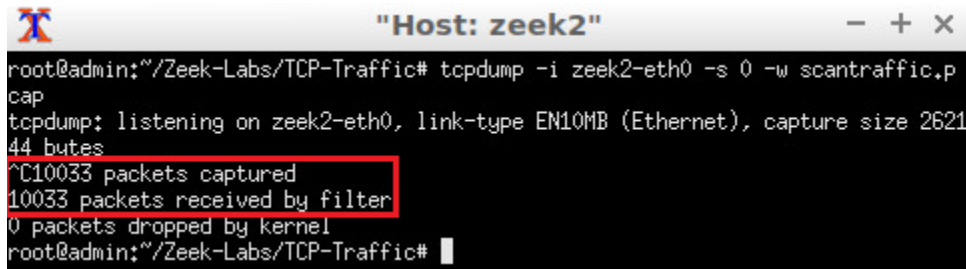 "Host: zeek2"
root@admin:~/Zeek-Labs/TCP-Traffic# tcpdump -i zeek2-eth0 -s 0 -w scantraffic.p
cap
tcpdump: listening on zeek2-eth0, link-type EN10MB (Ethernet), capture size 2621
44 bytes
^C10033 packets captured
10033 packets received by filter
0 packets dropped by kernel
root@admin:~/Zeek-Labs/TCP-Traffic#